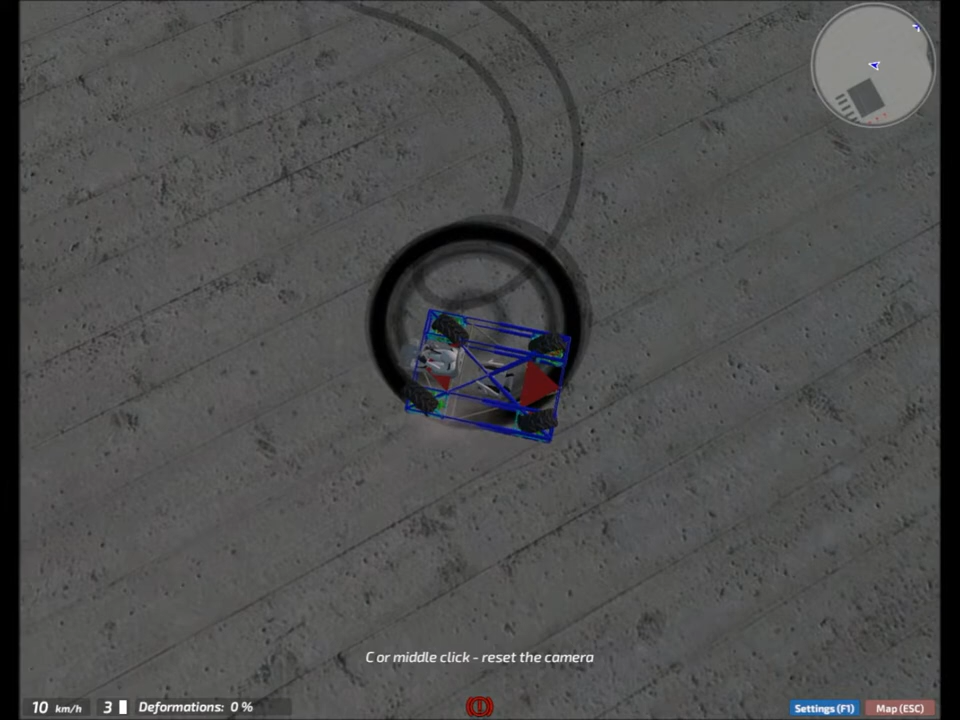 C or middle click - reset the camera
10 km/h 3 Deformations: 0 % Settings (F1) Map (ESC)